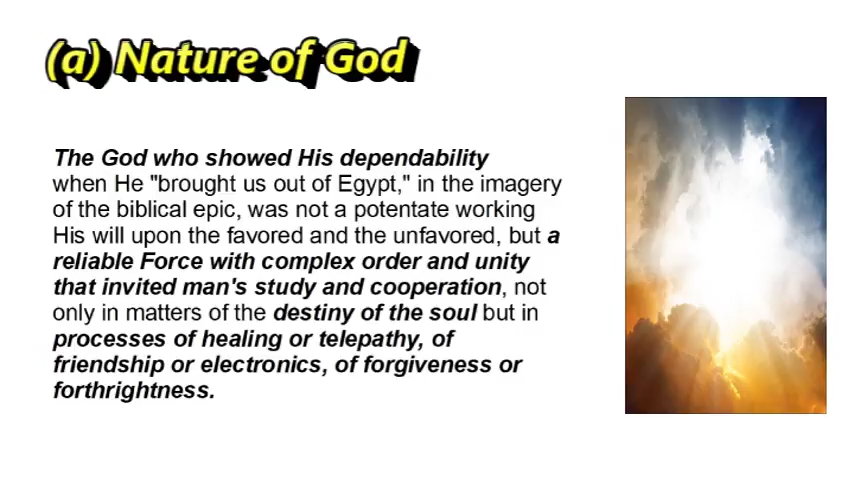 (a) Nature of God
The God who showed His dependability
when He "brought us out of Egypt," in the imagery
of the biblical epic, was not a potentate working
His will upon the favored and the unfavored, but a
reliable Force with complex order and unity
that invited man's study and cooperation, not
only in matters of the destiny of the soul but in
processes of healing or telepathy, of
friendship or electronics, of forgiveness or
forthrightness.